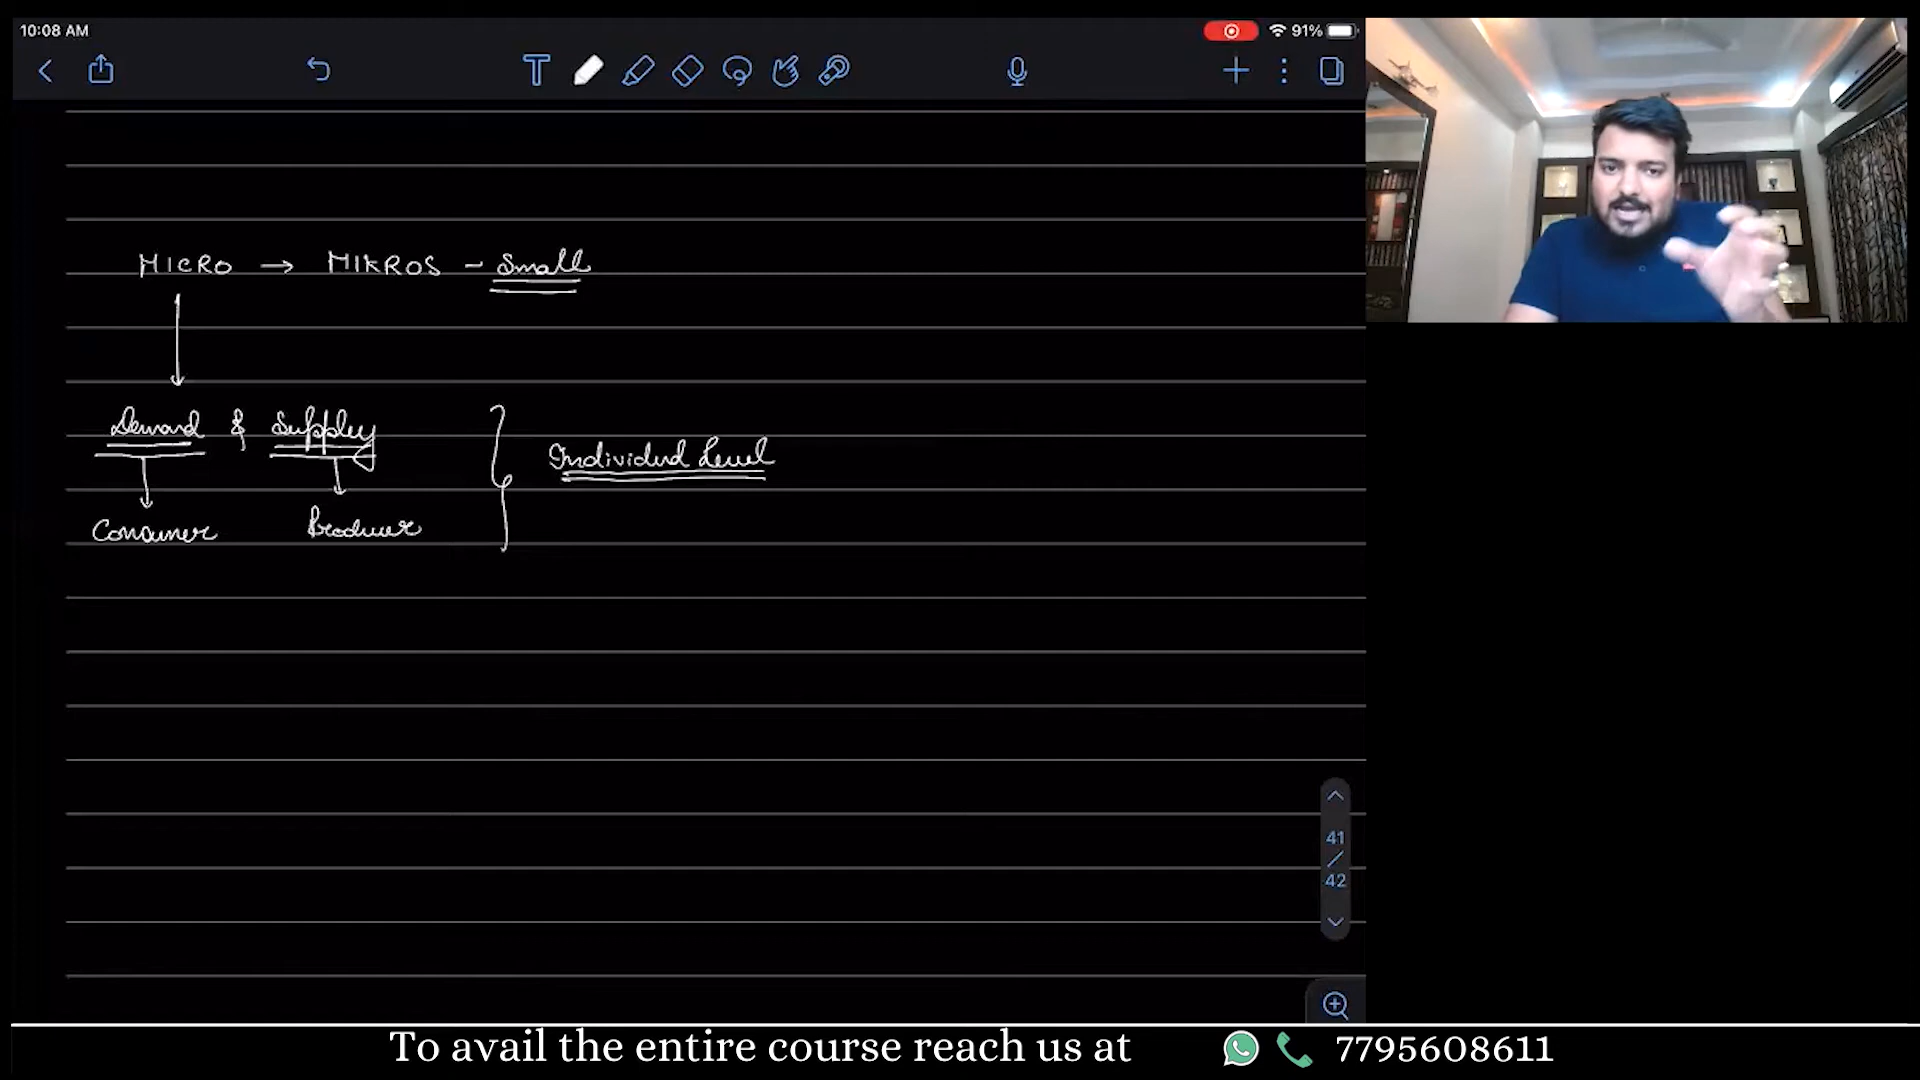 10:08 AM
91%
T
MICRO → MIKROS - Small
Demand & Supply
Individual Level
Consumer Producer
41
/
42
To avail the entire course reach us at 7795608611